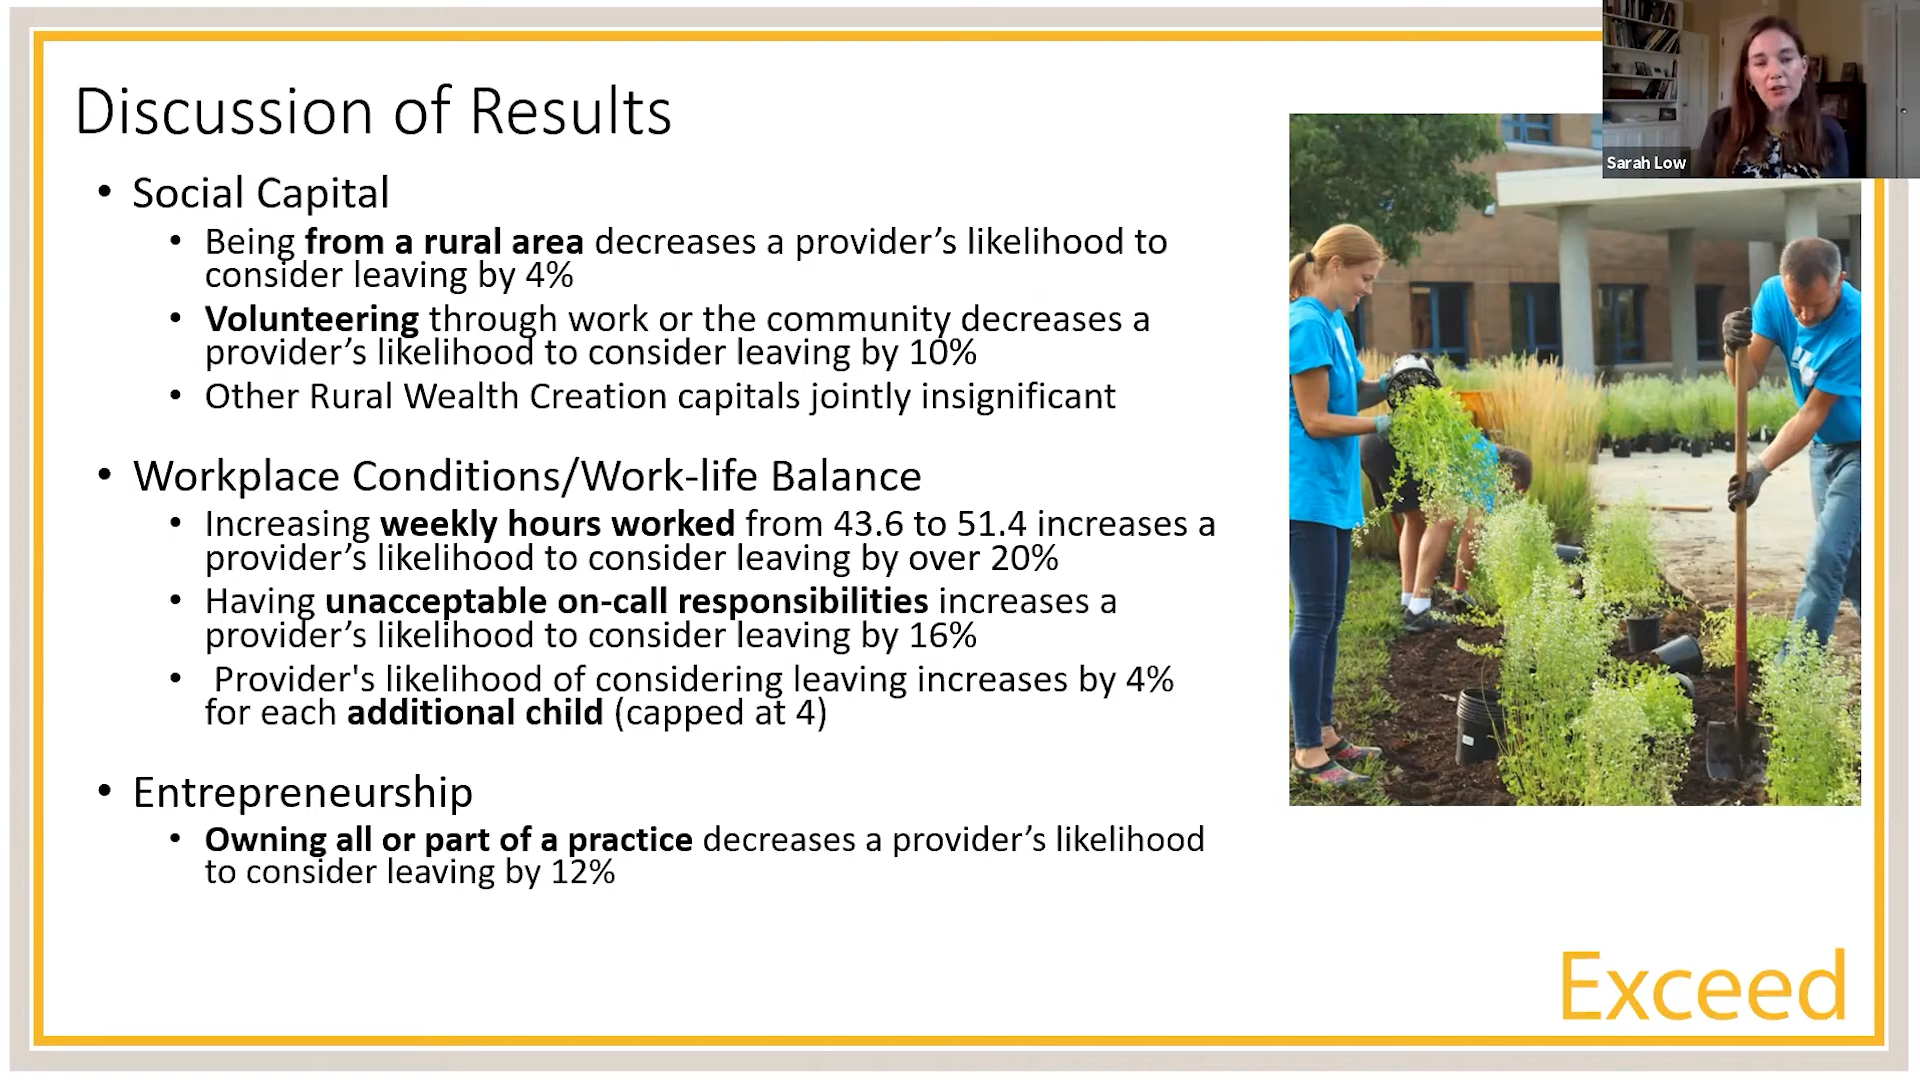 Discussion of Results
Sarah Low
• Social Capital
• Being from a rural area decreases a provider’s likelihood to
consider leaving by 4%
• Volunteering through work or the community decreases a
provider’s likelihood to consider leaving by 10%
• Other Rural Wealth Creation capitals jointly insignificant
• Workplace Conditions/Work-life Balance
• Increasing weekly hours worked from 43.6 to 51.4 increases a
provider’s likelihood to consider leaving by over 20%
• Having unacceptable on-call responsibilities increases a
provider’s likelihood to consider leaving by 16%
• Provider's likelihood of considering leaving increases by 4%
for each additional child (capped at 4)
• Entrepreneurship
• Owning all or part of a practice decreases a provider’s likelihood
to consider leaving by 12%
Exceed